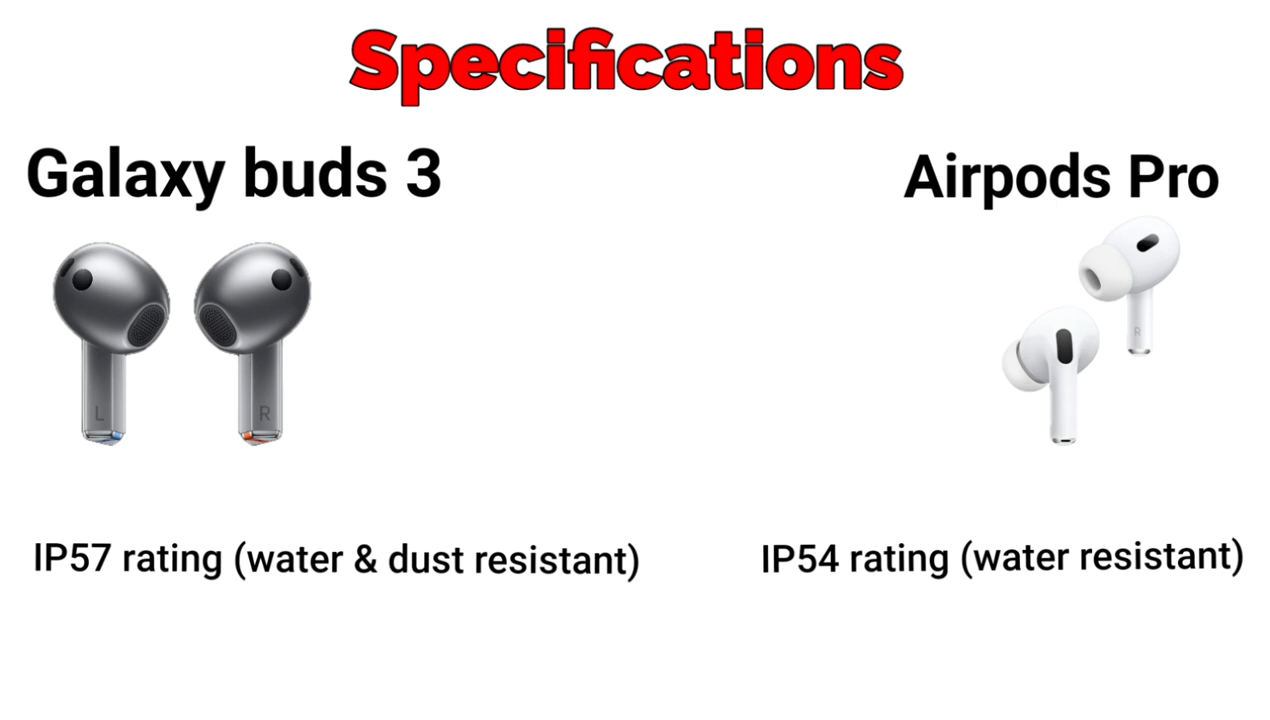 Specifications
Galaxy buds 3
Airpods Pro
L
R
R
IP57 rating (water & dust resistant)
IP54 rating (water resistant)